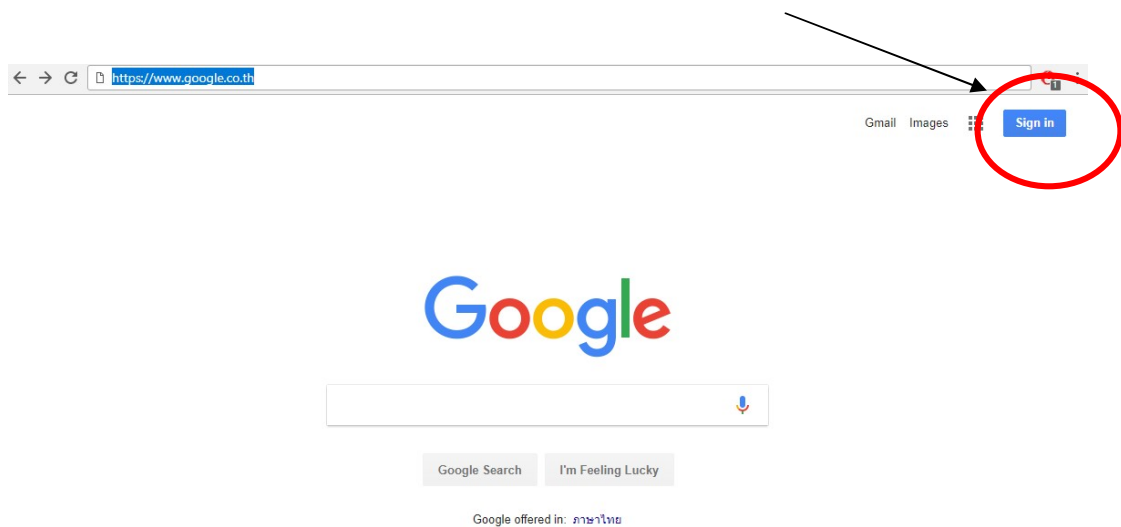 https://www.google.co.th
1
Gmail Images Sign in
Google
Google Search I'm Feeling Lucky
Google offered in: ภาษาไทย